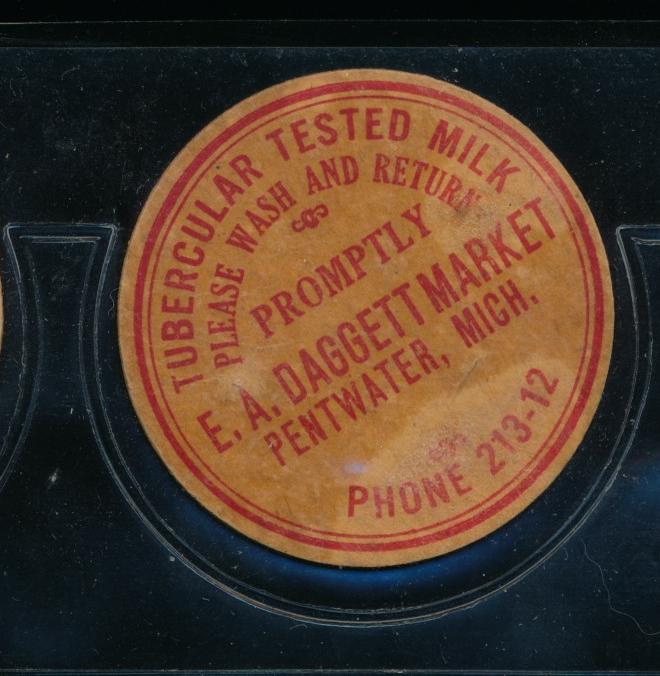 TUBERCULAR TESTED MILK
PLEASE WASH AND RETURN
PROMPTLY
E. A. DAGGETT MARKET
PENTWATER, MICH.
PHONE 213-12